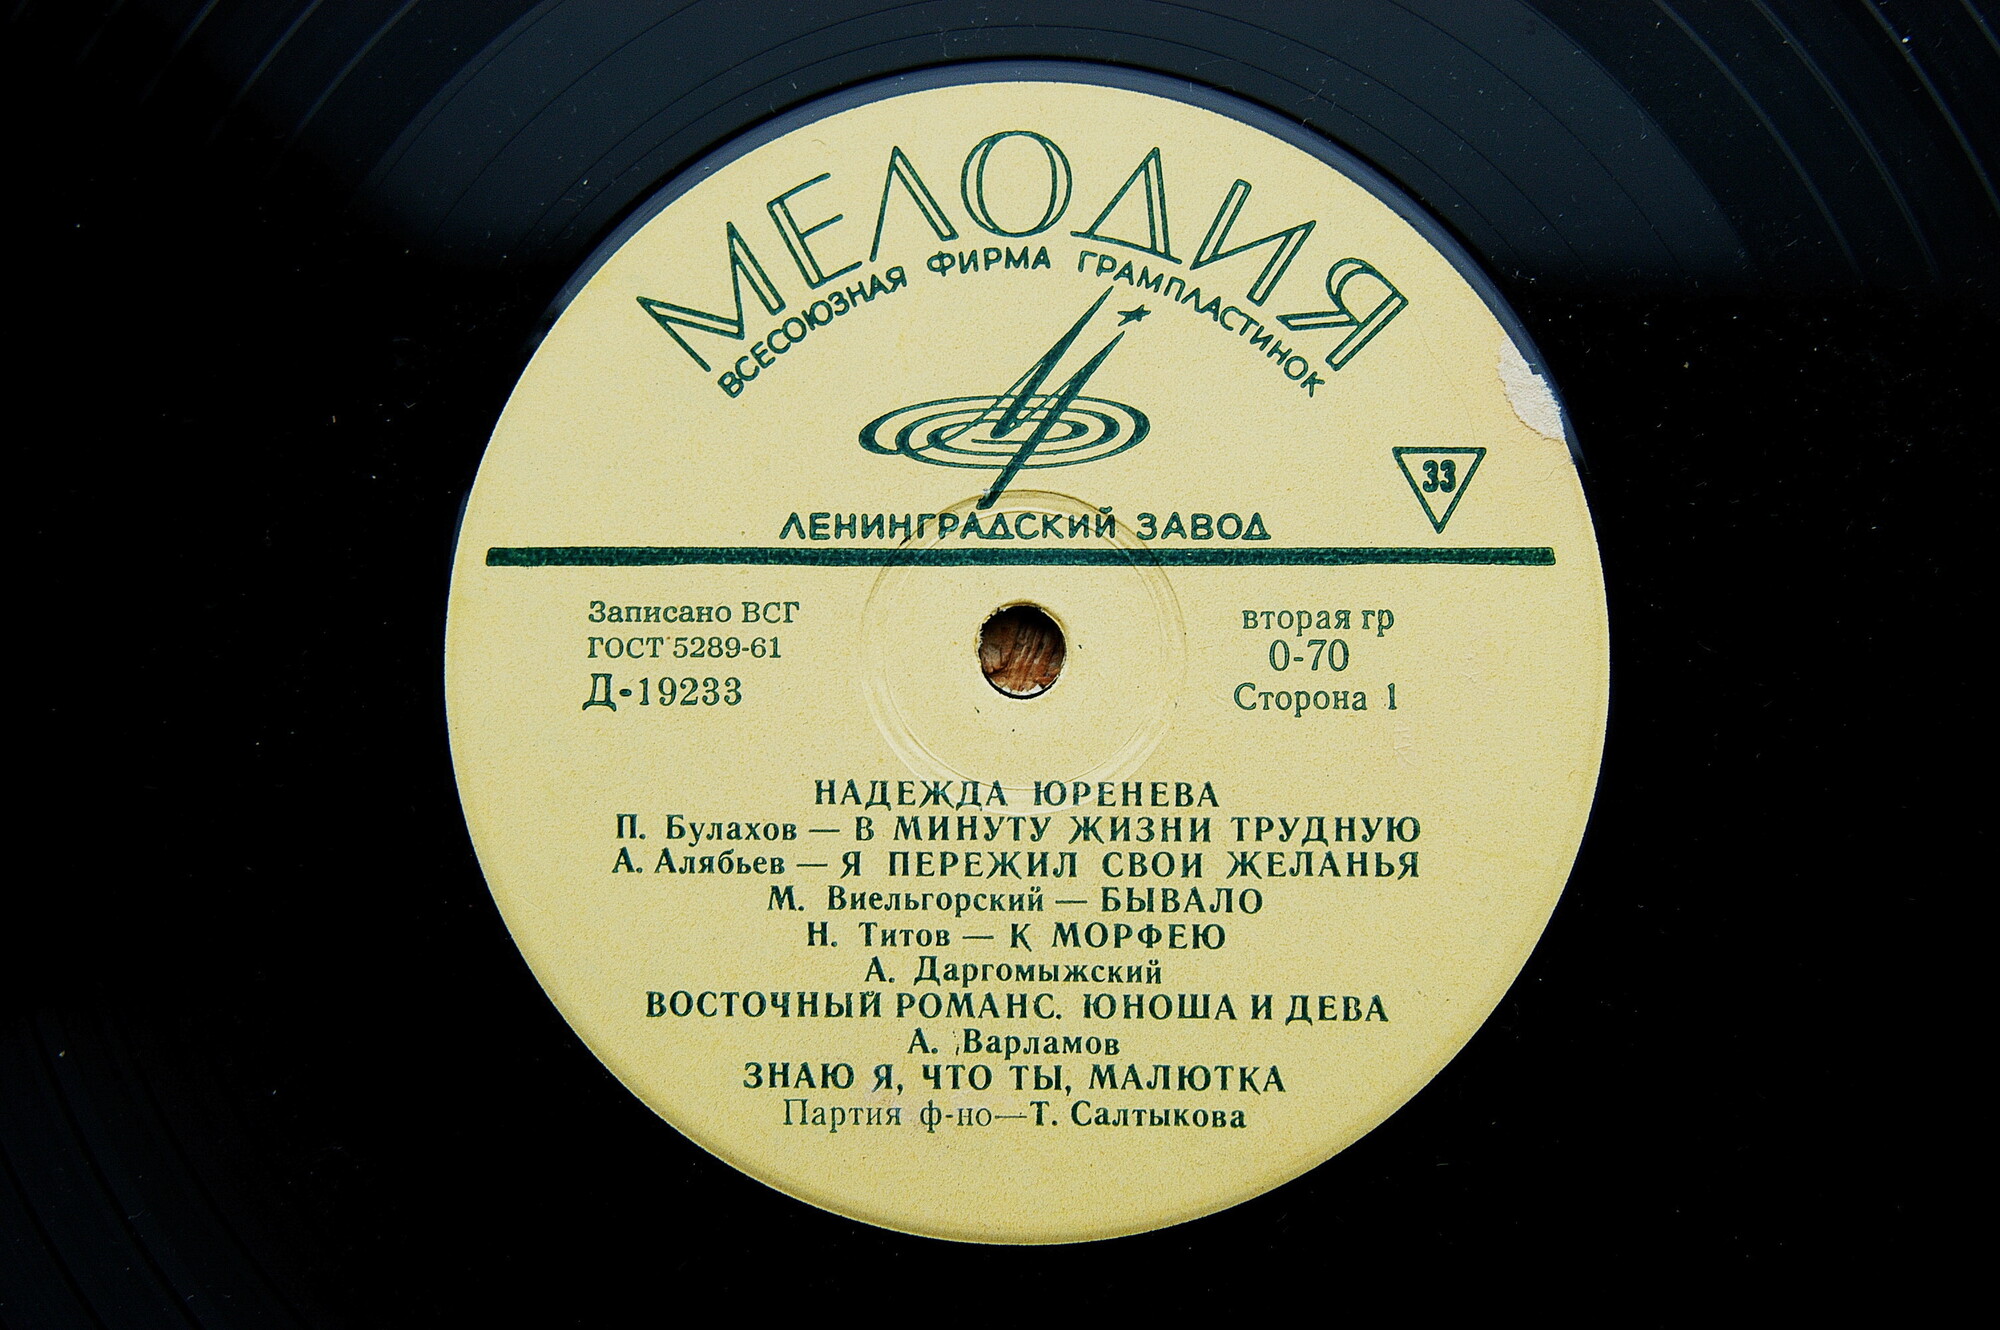 МЕЛОДИЯ
ВСЕСОЮЗНАЯ ФИРМА ГРАМПЛАСТИНОК
33
ЛЕНИНГРАДСКИЙ ЗАВОД
Записано ВСГ
ГОСТ 5289-61
Д-19233
вторая гр
0-70
Сторона 1
НАДЕЖДА ЮРЕНЕВА
П. Булахов — В МИНУТУ ЖИЗНИ ТРУДНУЮ
А. Алябьев — Я ПЕРЕЖИЛ СВОИ ЖЕЛАНЬЯ
М. Виельгорский — БЫВАЛО
Н. Титов — К МОРФЕЮ
А. Даргомыжский
ВОСТОЧНЫЙ РОМАНС. ЮНОША И ДЕВА
А. Варламов
ЗНАЮ Я, ЧТО ТЫ, МАЛЮТКА
Партия ф-но—Т. Салтыкова